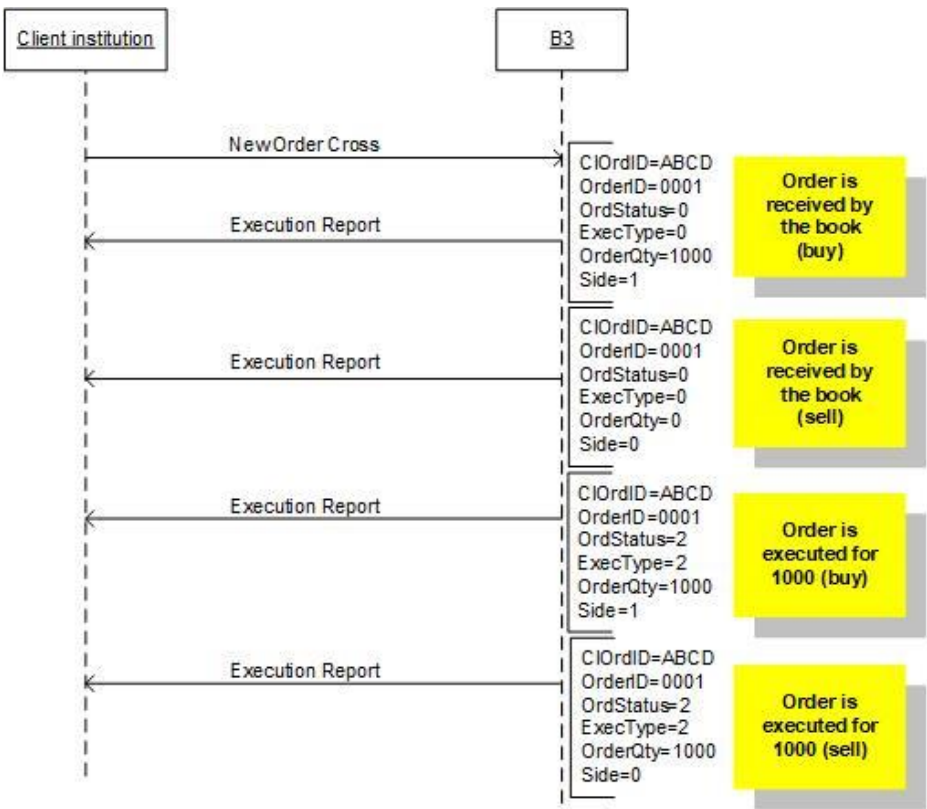 Client institution
B3
NewOrder Cross
ClOrdID=ABCD
OrderID=0001
OrdStatus=0
ExecType=0
OrderQty=1000
Side=1
Order is
received by
the book
(buy)
Execution Report
Execution Report
ClOrdID=ABCD
OrderID=0001
OrdStatus=0
ExecType=0
OrderQty=0
Side=0
Order is
received by
the book
(sell)
Execution Report
ClOrdID=ABCD
OrderID=0001
OrdStatus=2
ExecType=2
OrderQty=1000
Side=1
Order is
executed for
1000 (buy)
Execution Report
ClOrdID=ABCD
OrderID=0001
OrdStatus=2
ExecType=2
OrderQty=1000
Side=0
Order is
executed for
1000 (sell)